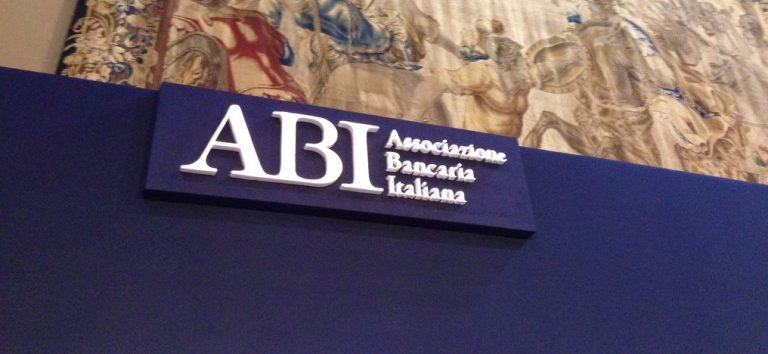 ABI
Associazione
Bancaria
Italiana